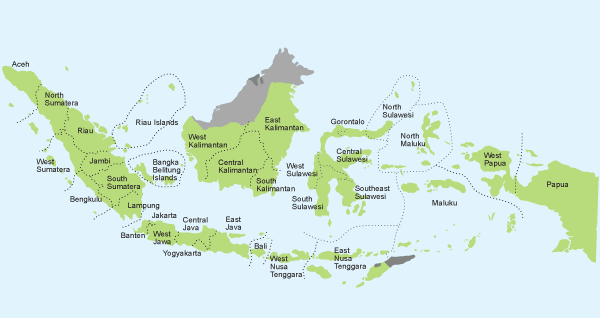 Aceh
North
Sumatera
Riau
Riau Islands
West
Sumatera
Jambi
Bangka
Belitung
Islands
South
Sumatera
Bengkulu
Lampung
Banten
Jakarta
West
Jawa
Central
Java
Yogyakarta
East
Java
Bali
West
Nusa
Tenggara
East
Nusa
Tenggara
West
Kalimantan
Central
Kalimantan
South
Kalimantan
East
Kalimantan
Gorontalo
North
Sulawesi
Central
Sulawesi
West
Sulawesi
South
Sulawesi
Southeast
Sulawesi
North
Maluku
Maluku
West
Papua
Papua